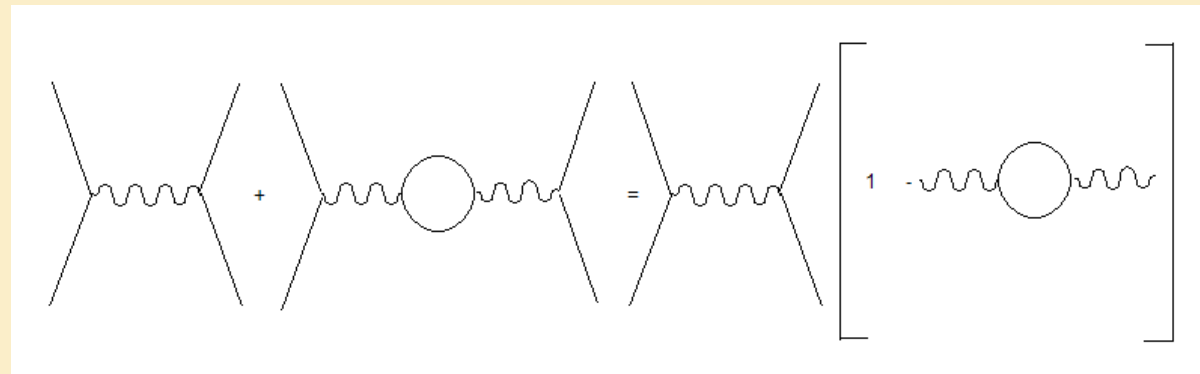 + = 1 -